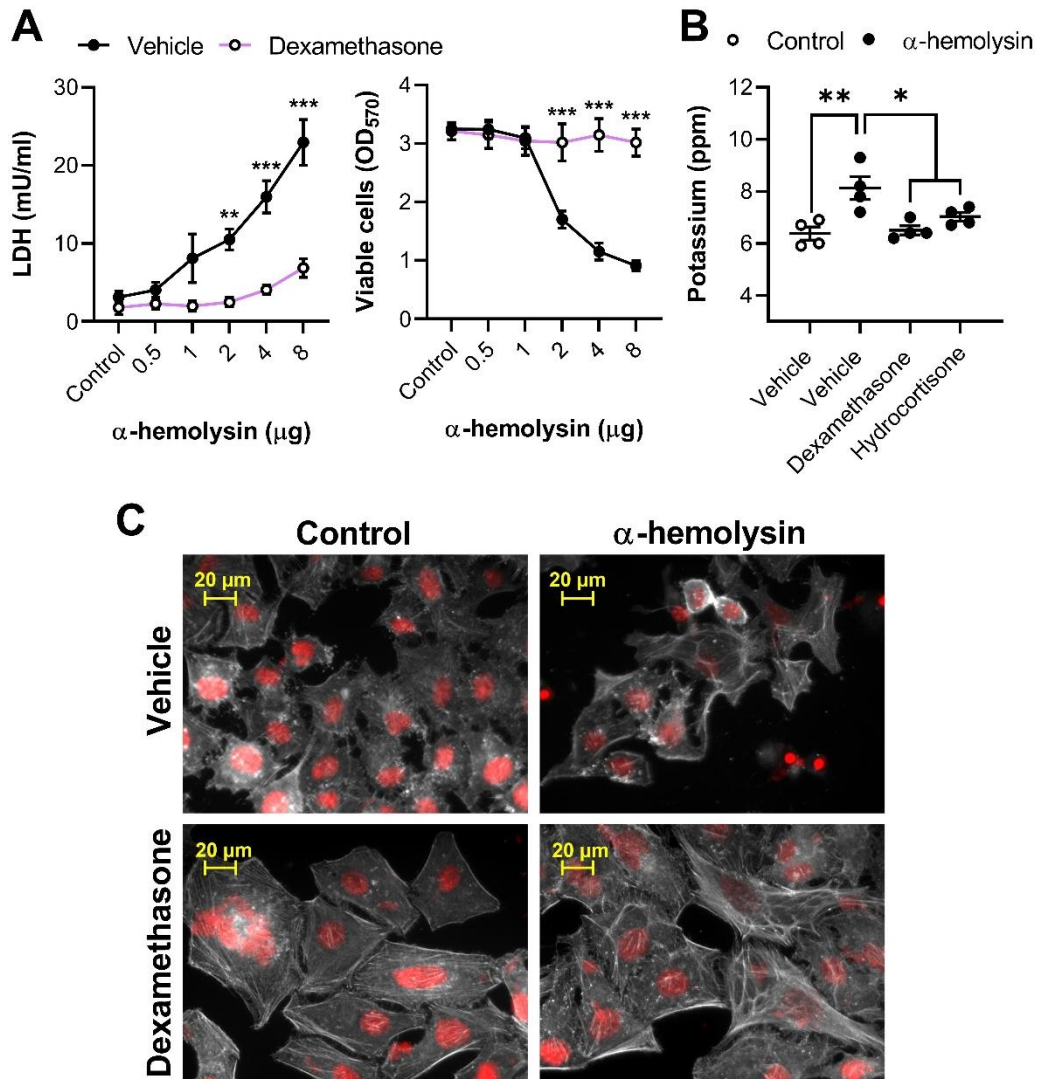 A
Vehicle
Dexamethasone
LDH (mU/ml)
30
20
10
0
Control
0.5
1
2
4
8
**
***
***
α-hemolysin (μg)
Viable cells (OD570)
4
3
2
1
0
Control
0.5
1
2
4
8
***
***
***
α-hemolysin (μg)
B
Control
α-hemolysin
Potassium (ppm)
12
10
8
6
4
**
*
Vehicle
Vehicle
Dexamethasone
Hydrocortisone
C
Control
α-hemolysin
Vehicle
20 μm
20 μm
Dexamethasone
20 μm
20 μm